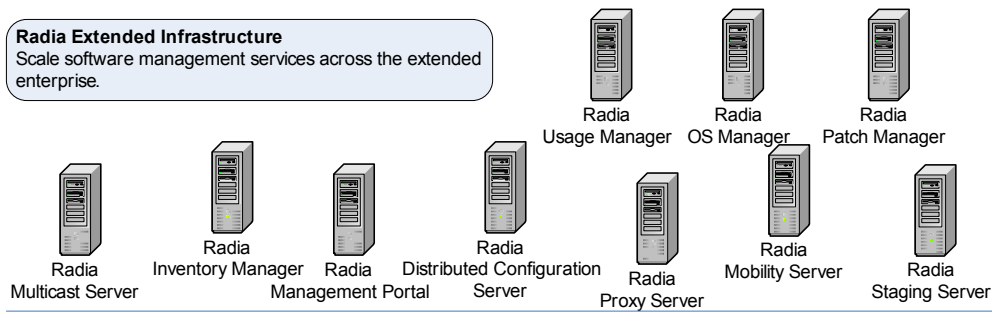 Radia Extended Infrastructure
Scale software management services across the extended
enterprise.
Radia
Usage Manager
Radia
OS Manager
Radia
Patch Manager
Radia
Multicast Server
Radia
Inventory Manager
Radia
Management Portal
Radia
Distributed Configuration
Server
Radia
Proxy Server
Radia
Mobility Server
Radia
Staging Server